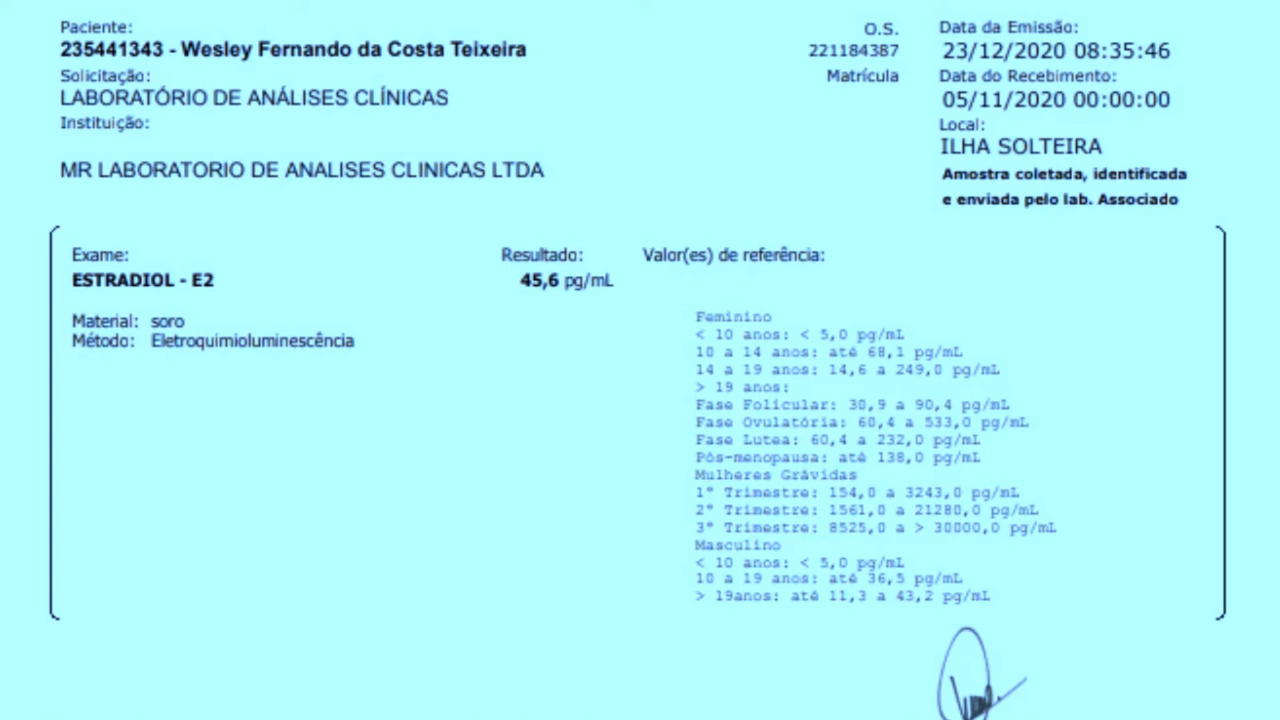 Paciente:
235441343 - Wesley Fernando da Costa Teixeira
Solicitação:
LABORATÓRIO DE ANÁLISES CLÍNICAS
Instituição:
MR LABORATORIO DE ANALISES CLINICAS LTDA
O.S.
221184387
Matrícula
Data da Emissão:
23/12/2020 08:35:46
Data do Recebimento:
05/11/2020 00:00:00
Local:
ILHA SOLTEIRA
Amostra coletada, identificada
e enviada pelo lab. Associado
Exame: Resultado: Valor(es) de referência:
ESTRADIOL - E2 45,6 pg/mL
Material: soro
Método: Eletroquimioluminescência
Feminino
< 10 anos: < 5,0 pg/mL
10 a 14 anos: até 68,1 pg/mL
14 a 19 anos: 14,6 a 249,0 pg/mL
> 19 anos:
Fase Folicular: 30,9 a 90,4 pg/mL
Fase Ovulatória: 60,4 a 533,0 pg/mL
Fase Lutea: 60,4 a 232,0 pg/mL
Pós-menopausa: até 138,0 pg/mL
Mulheres Grávidas
1° Trimestre: 154,0 a 3243,0 pg/mL
2° Trimestre: 1561,0 a 21280,0 pg/mL
3° Trimestre: 8525,0 a > 30000,0 pg/mL
Masculino
< 10 anos: < 5,0 pg/mL
10 a 19 anos: até 36,5 pg/mL
> 19anos: até 11,3 a 43,2 pg/mL